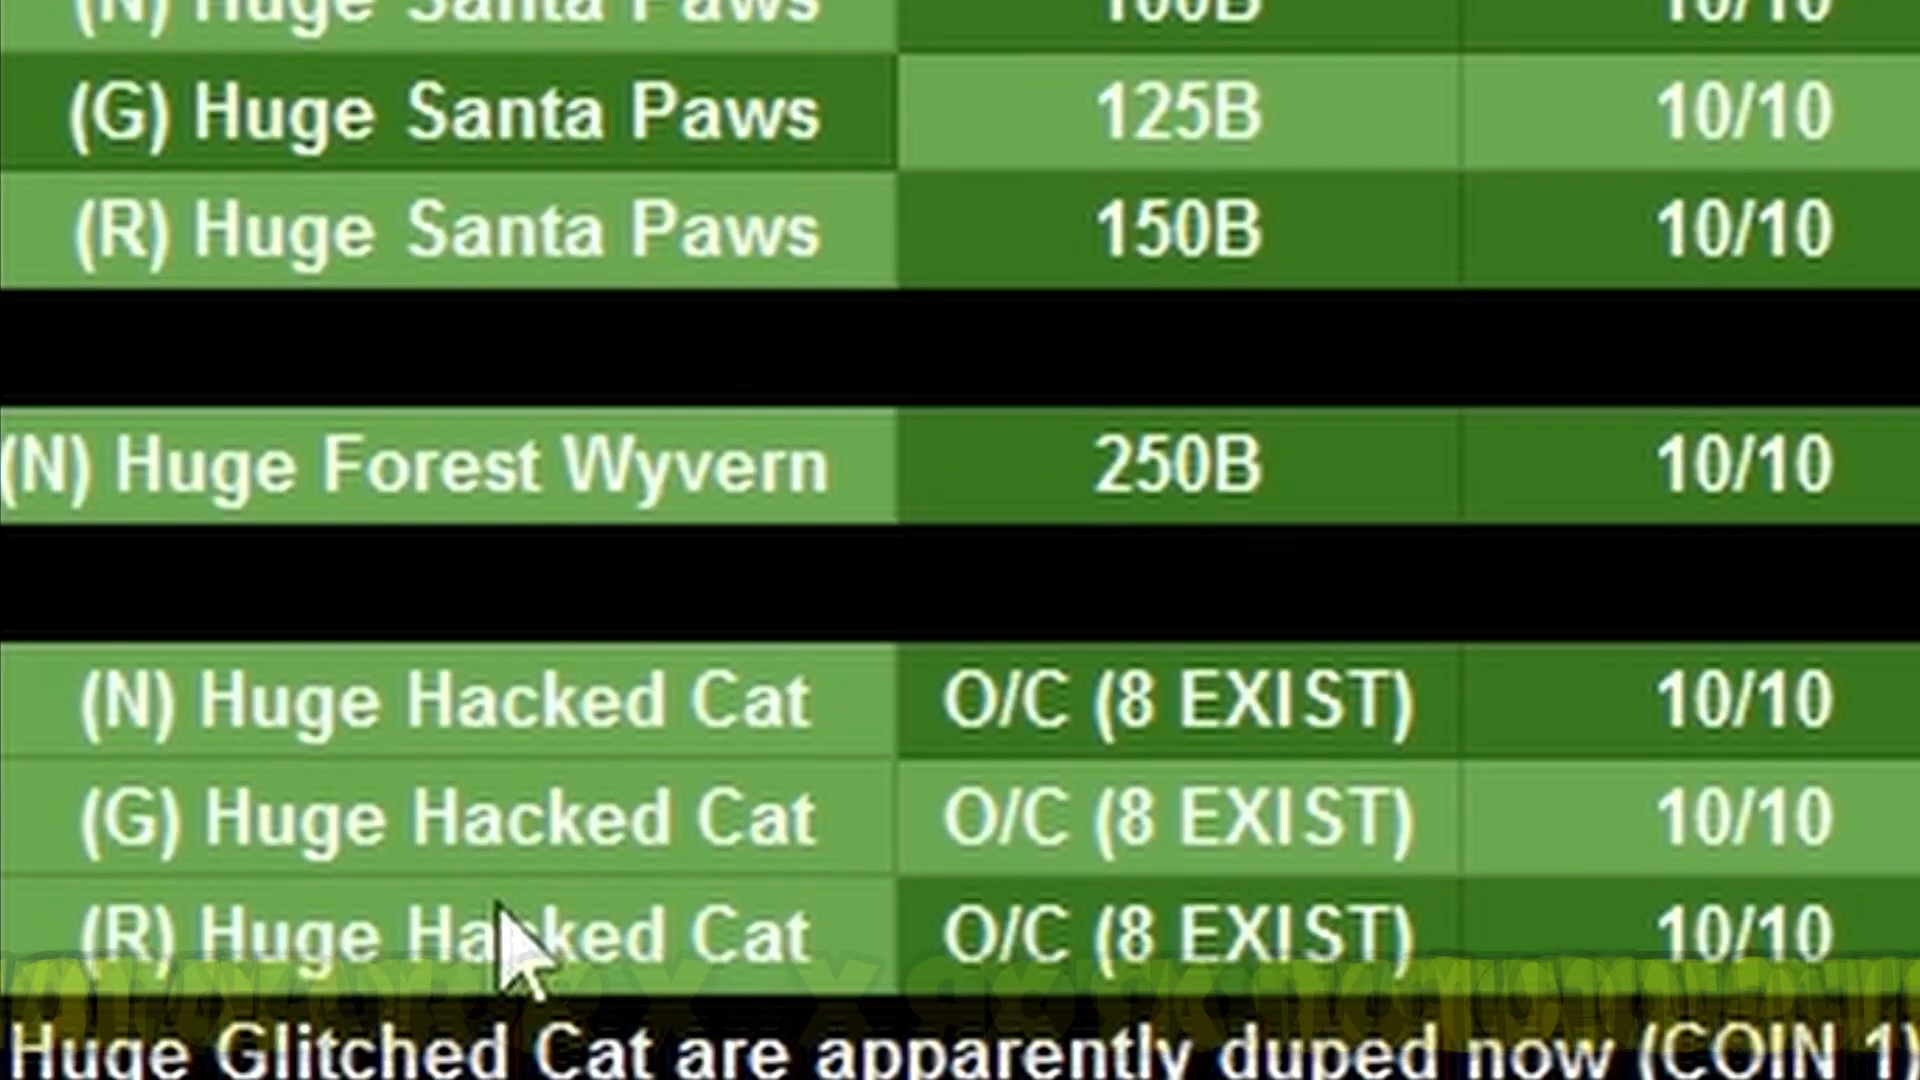 (N) Huge Santa Paws 100B 10/10
(G) Huge Santa Paws 125B 10/10
(R) Huge Santa Paws 150B 10/10
(N) Huge Forest Wyvern 250B 10/10
(N) Huge Hacked Cat O/C (8 EXIST) 10/10
(G) Huge Hacked Cat O/C (8 EXIST) 10/10
(R) Huge Hacked Cat O/C (8 EXIST) 10/10
Huge Glitched Cat are apparently duped now (COIN 1)